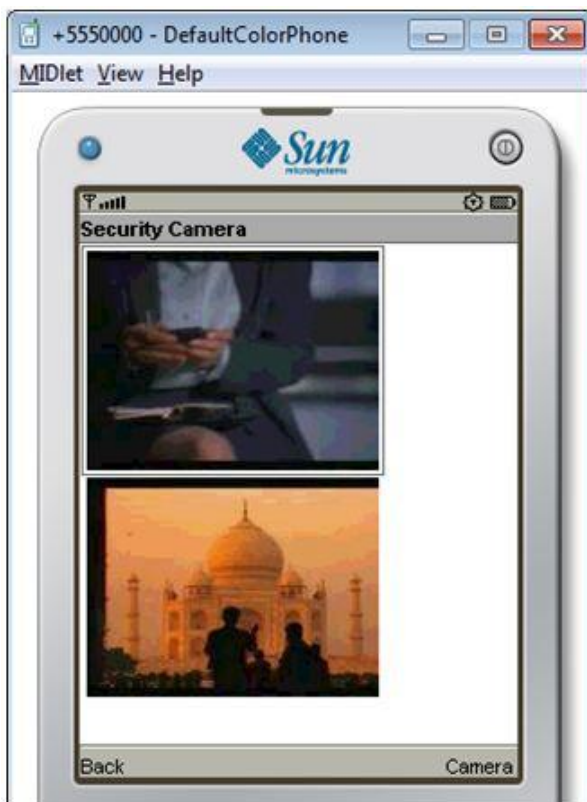 +5550000 - DefaultColorPhone
MIDlet View Help
Sun
microsystems
Security Camera
Back Camera